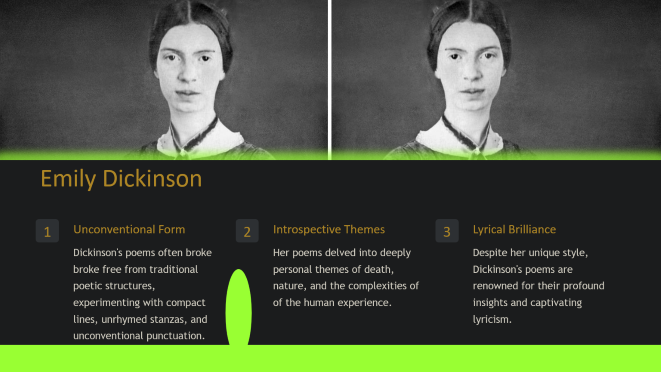 Emily Dickinson
1
Unconventional Form
Dickinson's poems often broke
broke free from traditional
poetic structures,
experimenting with compact
lines, unrhymed stanzas, and
unconventional punctuation.
2
Introspective Themes
Her poems delved into deeply
personal themes of death,
nature, and the complexities of
of the human experience.
3
Lyrical Brilliance
Despite her unique style,
Dickinson's poems are
renowned for their profound
insights and captivating
lyricism.